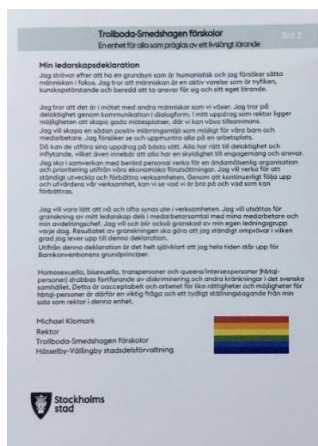 Trollboda-Smedshagen förskolor
En enhet för alla som präglas av ett livslångt lärande
Min ledarskapsdeklaration
Jag strävar efter att ha en grundsyn som är humanistisk och jag försöker sätta
människan i fokus. Jag tror att människan är en aktiv varelse som är nyfiken,
kunskapstörstande och beredd att ta ansvar för sig och sitt eget lärande.
Jag tror att det är i mötet med andra människor som vi växer. Jag tror på
delaktighet genom kommunikation i dialogform. I mitt uppdrag som rektor ligger
möjligheten att skapa goda mötesplatser, där vi kan växa tillsammans.
Jag vill skapa en sådan positiv inlärningsmiljö som möjligt för våra barn och
medarbetare. Jag försöker se och uppmuntra alla på en arbetsplats.
Då kan de utföra sina uppdrag på bästa sätt. Alla har rätt till delaktighet och
inflytande, vilket även innebär att alla har en skyldighet till engagemang och ansvar.
Jag ska i samverkan med berörd personal verka för en ändamålsenlig organisation
och prioritering utifrån våra ekonomiska förutsättningar. Jag vill verka för att
ständigt utveckla och förbättra verksamheten. Genom att kontinuerligt följa upp
och utvärdera vår verksamhet, kan vi se vad vi är bra på och vad som kan
förbättras.
Jag vill vara lätt att nå och ofta synas ute i verksamheten. Jag vill utsättas för
granskning av mitt ledarskap dels i medarbetarsamtal med mina medarbetare och
min avdelningschef. Jag vill och blir också granskad av min egen ledningsgrupp
varje dag. Resultatet av granskningen ska göra att jag ständigt omprövar i vilken
grad jag lever upp till denna deklaration.
Utifrån denna deklaration är det helt självklart att jag hela tiden står upp för
Barnkonventionens grundprinciper.
Homosexuella, bisexuella, transpersoner och queera/intersexpersoner (hbtqi-
personer) drabbas fortfarande av diskriminering och andra kränkningar i det svenska
samhället. Detta är oacceptabelt och arbetet för lika rättigheter och möjligheter för
hbtqi-personer är därför en viktig fråga och ett tydligt ställningstagande från min
sida som rektor i denna enhet.
Michael Klomark
Rektor
Trollboda-Smedshagen förskolor
Hässelby-Vällingby stadsdelsförvaltning
Stockholms
stad